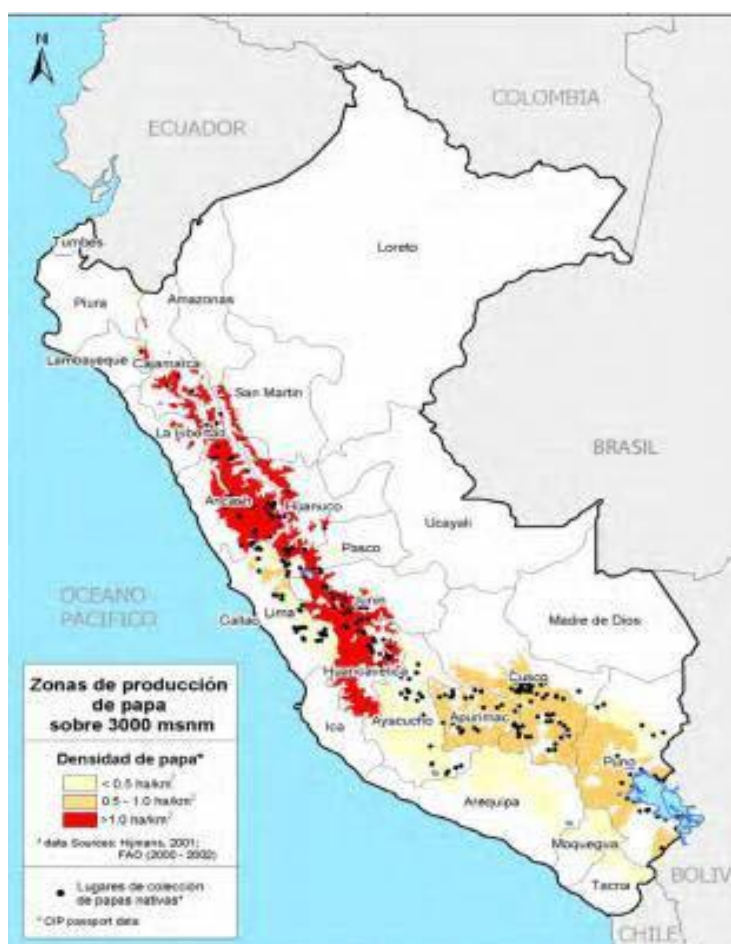 N
COLOMBIA
ECUADOR
Tumbes
Loreto
Piura
Amazonas
Lambayeque
Cajamarca
San Martin
La libertad
BRASIL
Ancash
Huanuco
Ucayali
Pasco
OCEANO
PACIFICO
Junin
Lima
Callao
Madre de Dios
Huancavelica
Cusco
Ica
Ayacucho
Apurimac
Puno
Arequipa
Moquegua
Tacna
BOLIV
CHILE
Zonas de producción
de papa
sobre 3000 msnm
Densidad de papa*
< 0.5 ha/km²
0.5 - 1.0 ha/km²
>1.0 ha/km²
* data Sources: Hijmans, 2001;
FAO (2000 - 2002)
Lugares de colección
de papas nativas*
* CIP passport data